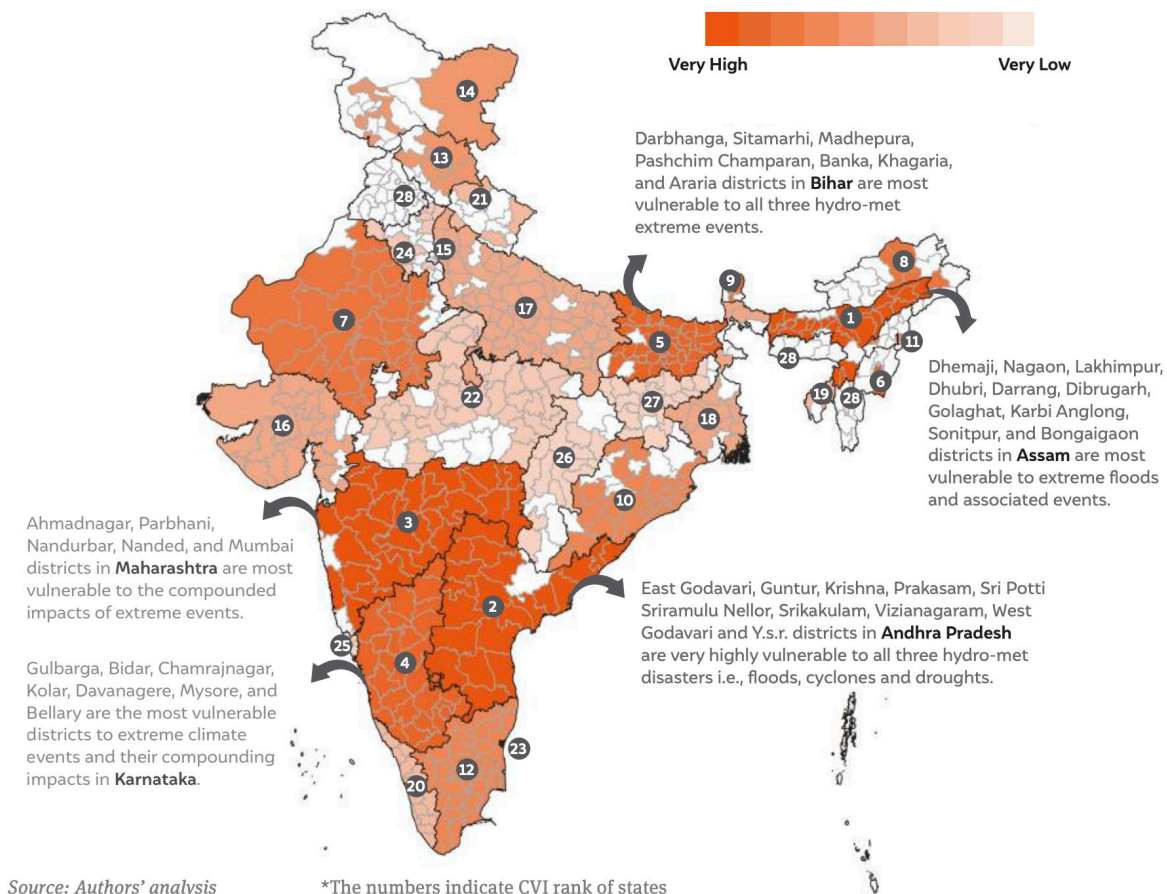 Very High
Very Low
14
13
28
21
24
15
7
17
Darbhanga, Sitamarhi, Madhepura,
Pashchim Champaran, Banka, Khagaria,
and Araria districts in Bihar are most
vulnerable to all three hydro-met
extreme events.
9
8
1
5
28
11
6
19
28
16
22
27
18
26
10
3
Dhemaji, Nagaon, Lakhimpur,
Dhubri, Darrang, Dibrugarh,
Golaghat, Karbi Anglong,
Sonitpur, and Bongaigaon
districts in Assam are most
vulnerable to extreme floods
and associated events.
Ahmadnagar, Parbhani,
Nandurbar, Nanded, and Mumbai
districts in Maharashtra are most
vulnerable to the compounded
impacts of extreme events.
2
East Godavari, Guntur, Krishna, Prakasam, Sri Potti
Sriramulu Nellor, Srikakulam, Vizianagaram, West
Godavari and Y.s.r. districts in Andhra Pradesh
are very highly vulnerable to all three hydro-met
disasters i.e., floods, cyclones and droughts.
25
4
Gulbarga, Bidar, Chamrajnagar,
Kolar, Davanagere, Mysore, and
Bellary are the most vulnerable
districts to extreme climate
events and their compounding
impacts in Karnataka.
23
12
20
Source: Authors' analysis
*The numbers indicate CVI rank of states